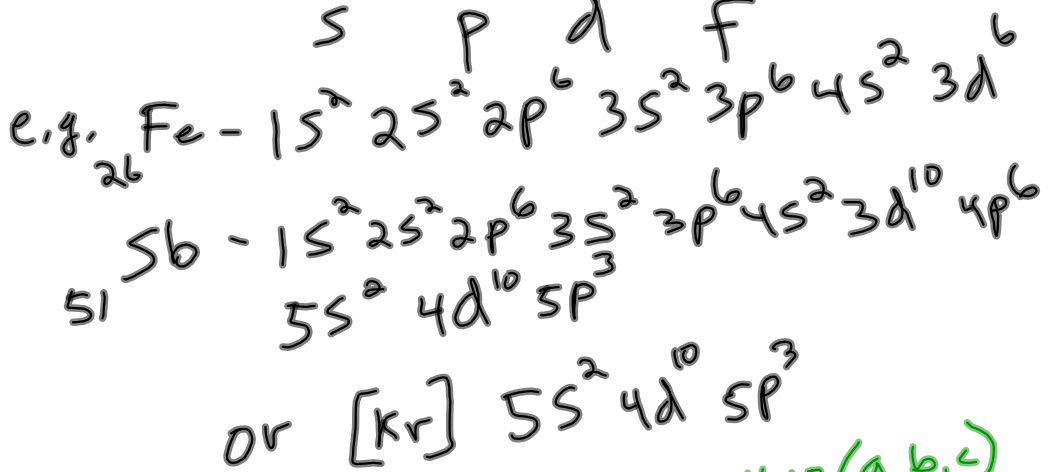 s p d f
e.g. ₂₆Fe - 1s² 2s² 2p⁶ 3s² 3p⁶ 4s² 3d⁶
₅₁Sb - 1s² 2s² 2p⁶ 3s² 3p⁶ 4s² 3d¹⁰ 4p⁶
5s² 4d¹⁰ 5p³
or [Kr] 5s² 4d¹⁰ 5p³
(a,b,c)